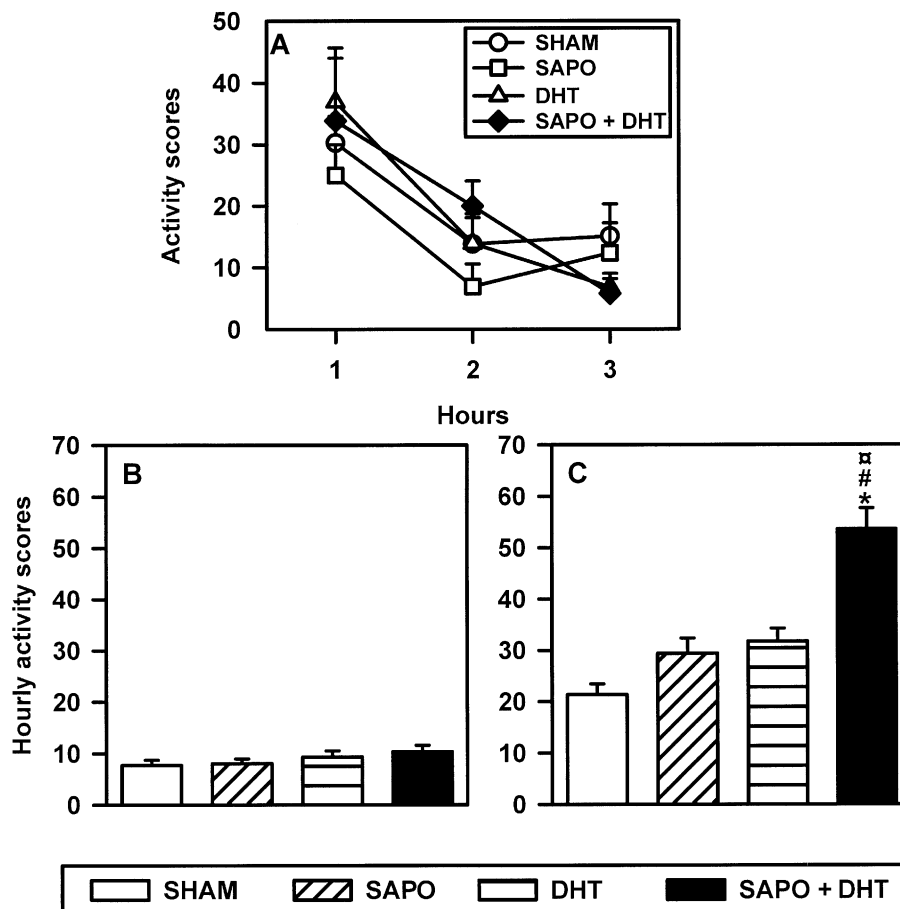 A
SHAM
SAPO
DHT
SAPO + DHT
Activity scores
50
40
30
20
10
0
1 2 3
Hours
B
Hourly activity scores
70
60
50
40
30
20
10
0
C
¤
#
*
70
60
50
40
30
20
10
0
SHAM SAPO DHT SAPO + DHT